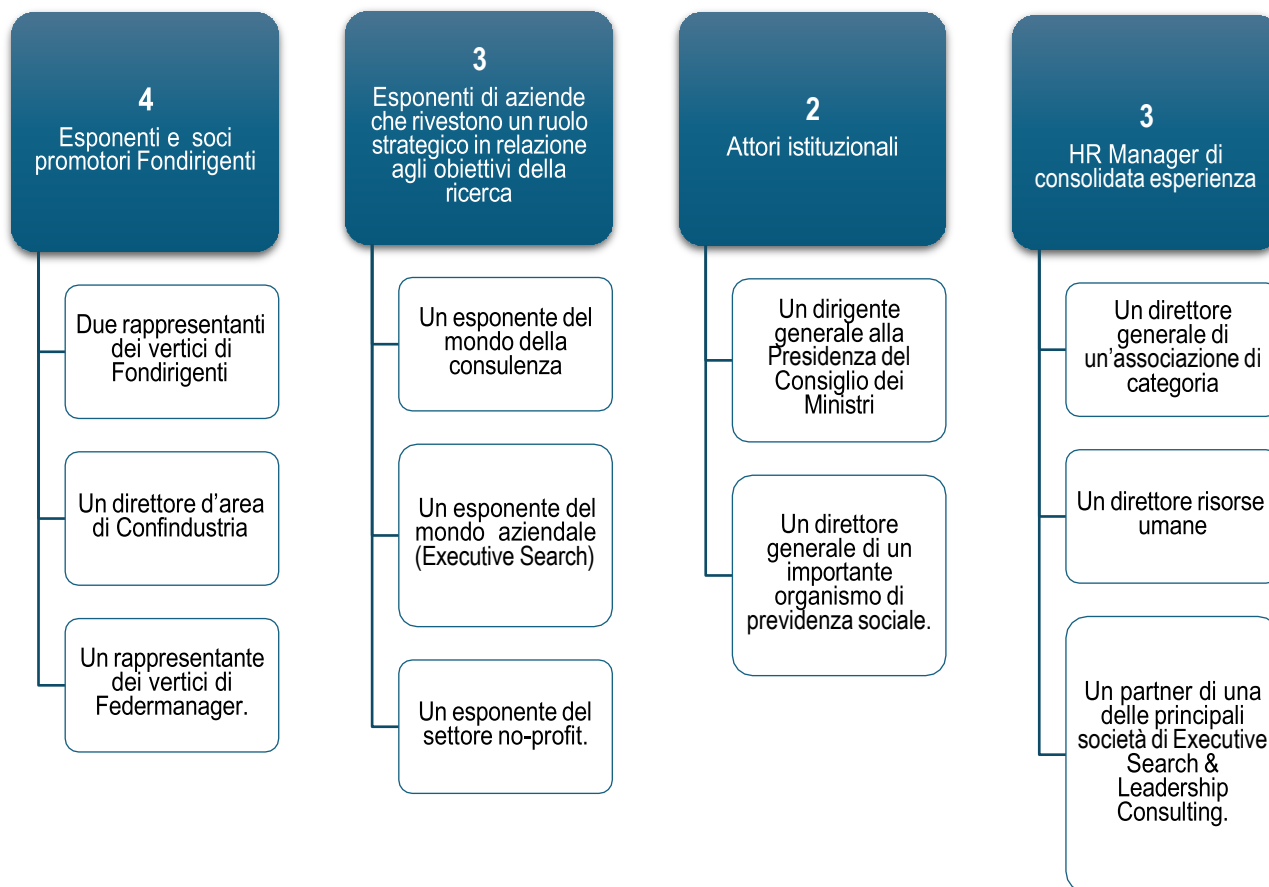 4
Esponenti e soci
promotori Fondirigenti
Due rappresentanti
dei vertici di
Fondirigenti
Un direttore d'area
di Confindustria
Un rappresentante
dei vertici di
Federmanager.
3
Esponenti di aziende
che rivestono un ruolo
strategico in relazione
agli obiettivi della
ricerca
Un esponente del
mondo della
consulenza
Un esponente del
mondo aziendale
(Executive Search)
Un esponente del
settore no-profit.
2
Attori istituzionali
Un dirigente
generale alla
Presidenza del
Consiglio dei
Ministri
Un direttore
generale di un
importante
organismo di
previdenza sociale.
3
HR Manager di
consolidata esperienza
Un direttore
generale di
un'associazione di
categoria
Un direttore risorse
umane
Un partner di una
delle principali
società di Executive
Search &
Leadership
Consulting.